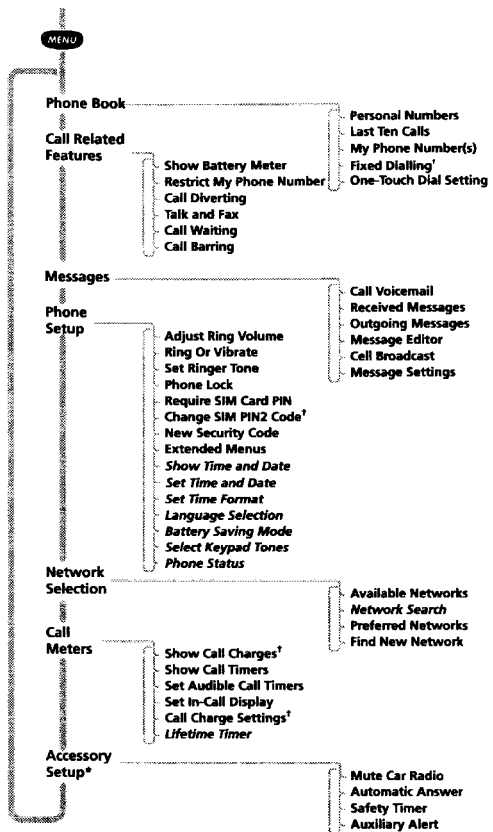 MENU
Phone Book
Personal Numbers
Last Ten Calls
My Phone Number(s)
Fixed Dialling†
One-Touch Dial Setting
Call Related
Features
Show Battery Meter
Restrict My Phone Number
Call Diverting
Talk and Fax
Call Waiting
Call Barring
Messages
Call Voicemail
Received Messages
Outgoing Messages
Message Editor
Cell Broadcast
Message Settings
Phone
Setup
Adjust Ring Volume
Ring Or Vibrate
Set Ringer Tone
Phone Lock
Require SIM Card PIN
Change SIM PIN2 Code†
New Security Code
Extended Menus
Show Time and Date
Set Time and Date
Set Time Format
Language Selection
Battery Saving Mode
Select Keypad Tones
Phone Status
Network
Selection
Available Networks
Network Search
Preferred Networks
Find New Network
Call
Meters
Show Call Charges†
Show Call Timers
Set Audible Call Timers
Set In-Call Display
Call Charge Settings†
Lifetime Timer
Accessory
Setup*
Mute Car Radio
Automatic Answer
Safety Timer
Auxiliary Alert